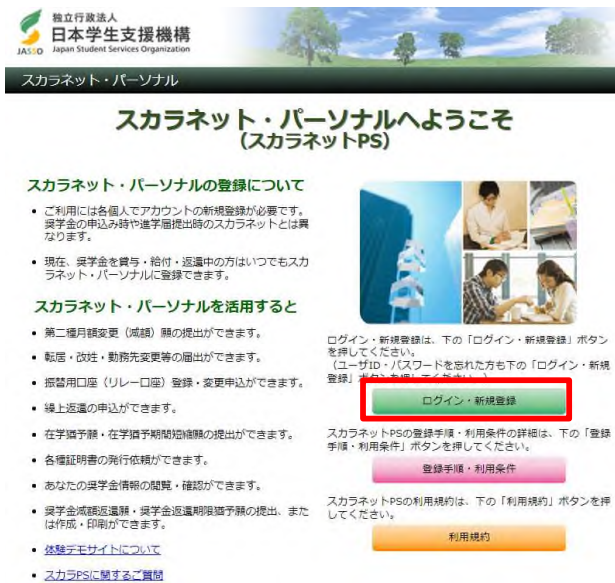 独立行政法人
日本学生支援機構
JASSO Japan Student Services Organization
スカラネット・パーソナル
スカラネット・パーソナルへようこそ
(スカラネットPS)
スカラネット・パーソナルの登録について
• ご利用には各個人でアカウントの新規登録が必要です。
奨学金の申込み時や進学届提出時のスカラネットとは異
なります。
• 現在、奨学金を貸与・給付・返還中の方はいつでもスカ
ラネット・パーソナルに登録できます。
スカラネット・パーソナルを活用すると
• 第二種月額変更(減額)願の提出ができます。
• 転居・改姓・勤務先変更等の届出ができます。
• 振替用口座(リレー口座)登録・変更申込ができます。
• 繰上返還の申込ができます。
• 在学猶予願・在学猶予期間短縮願の提出ができます。
• 各種証明書の発行依頼ができます。
• あなたの奨学金情報の閲覧・確認ができます。
• 奨学金減額返還願・奨学金返還期限猶予願の提出、また
は作成・印刷ができます。
• 体験デモサイトについて
• スカラPSに関するご質問
ログイン・新規登録は、下の「ログイン・新規登録」ボタン
を押してください。
(ユーザID・パスワードを忘れた方も下の「ログイン・新規
登録」ボタンを押してください。)
ログイン・新規登録
スカラネットPSの登録手順・利用条件の詳細は、下の「登録
手順・利用条件」ボタンを押してください。
登録手順・利用条件
スカラネットPSの利用規約は、下の「利用規約」ボタンを押
してください。
利用規約